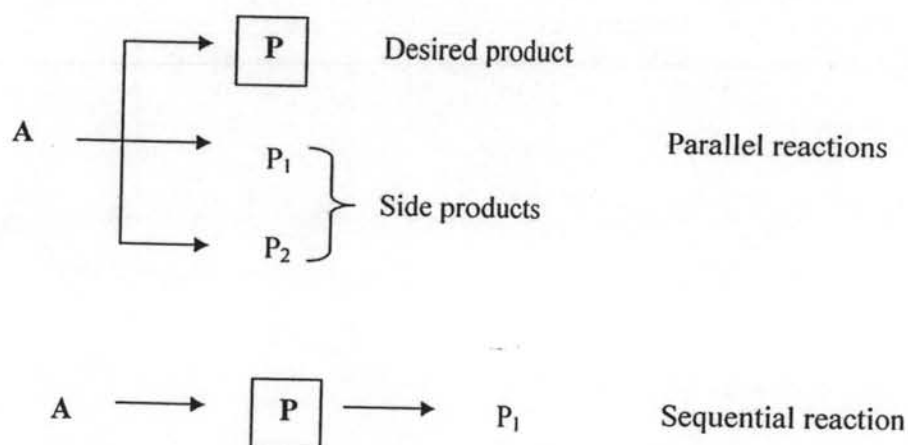 P Desired product
A P₁ Parallel reactions
Side products
P₂
A P P₁ Sequential reaction